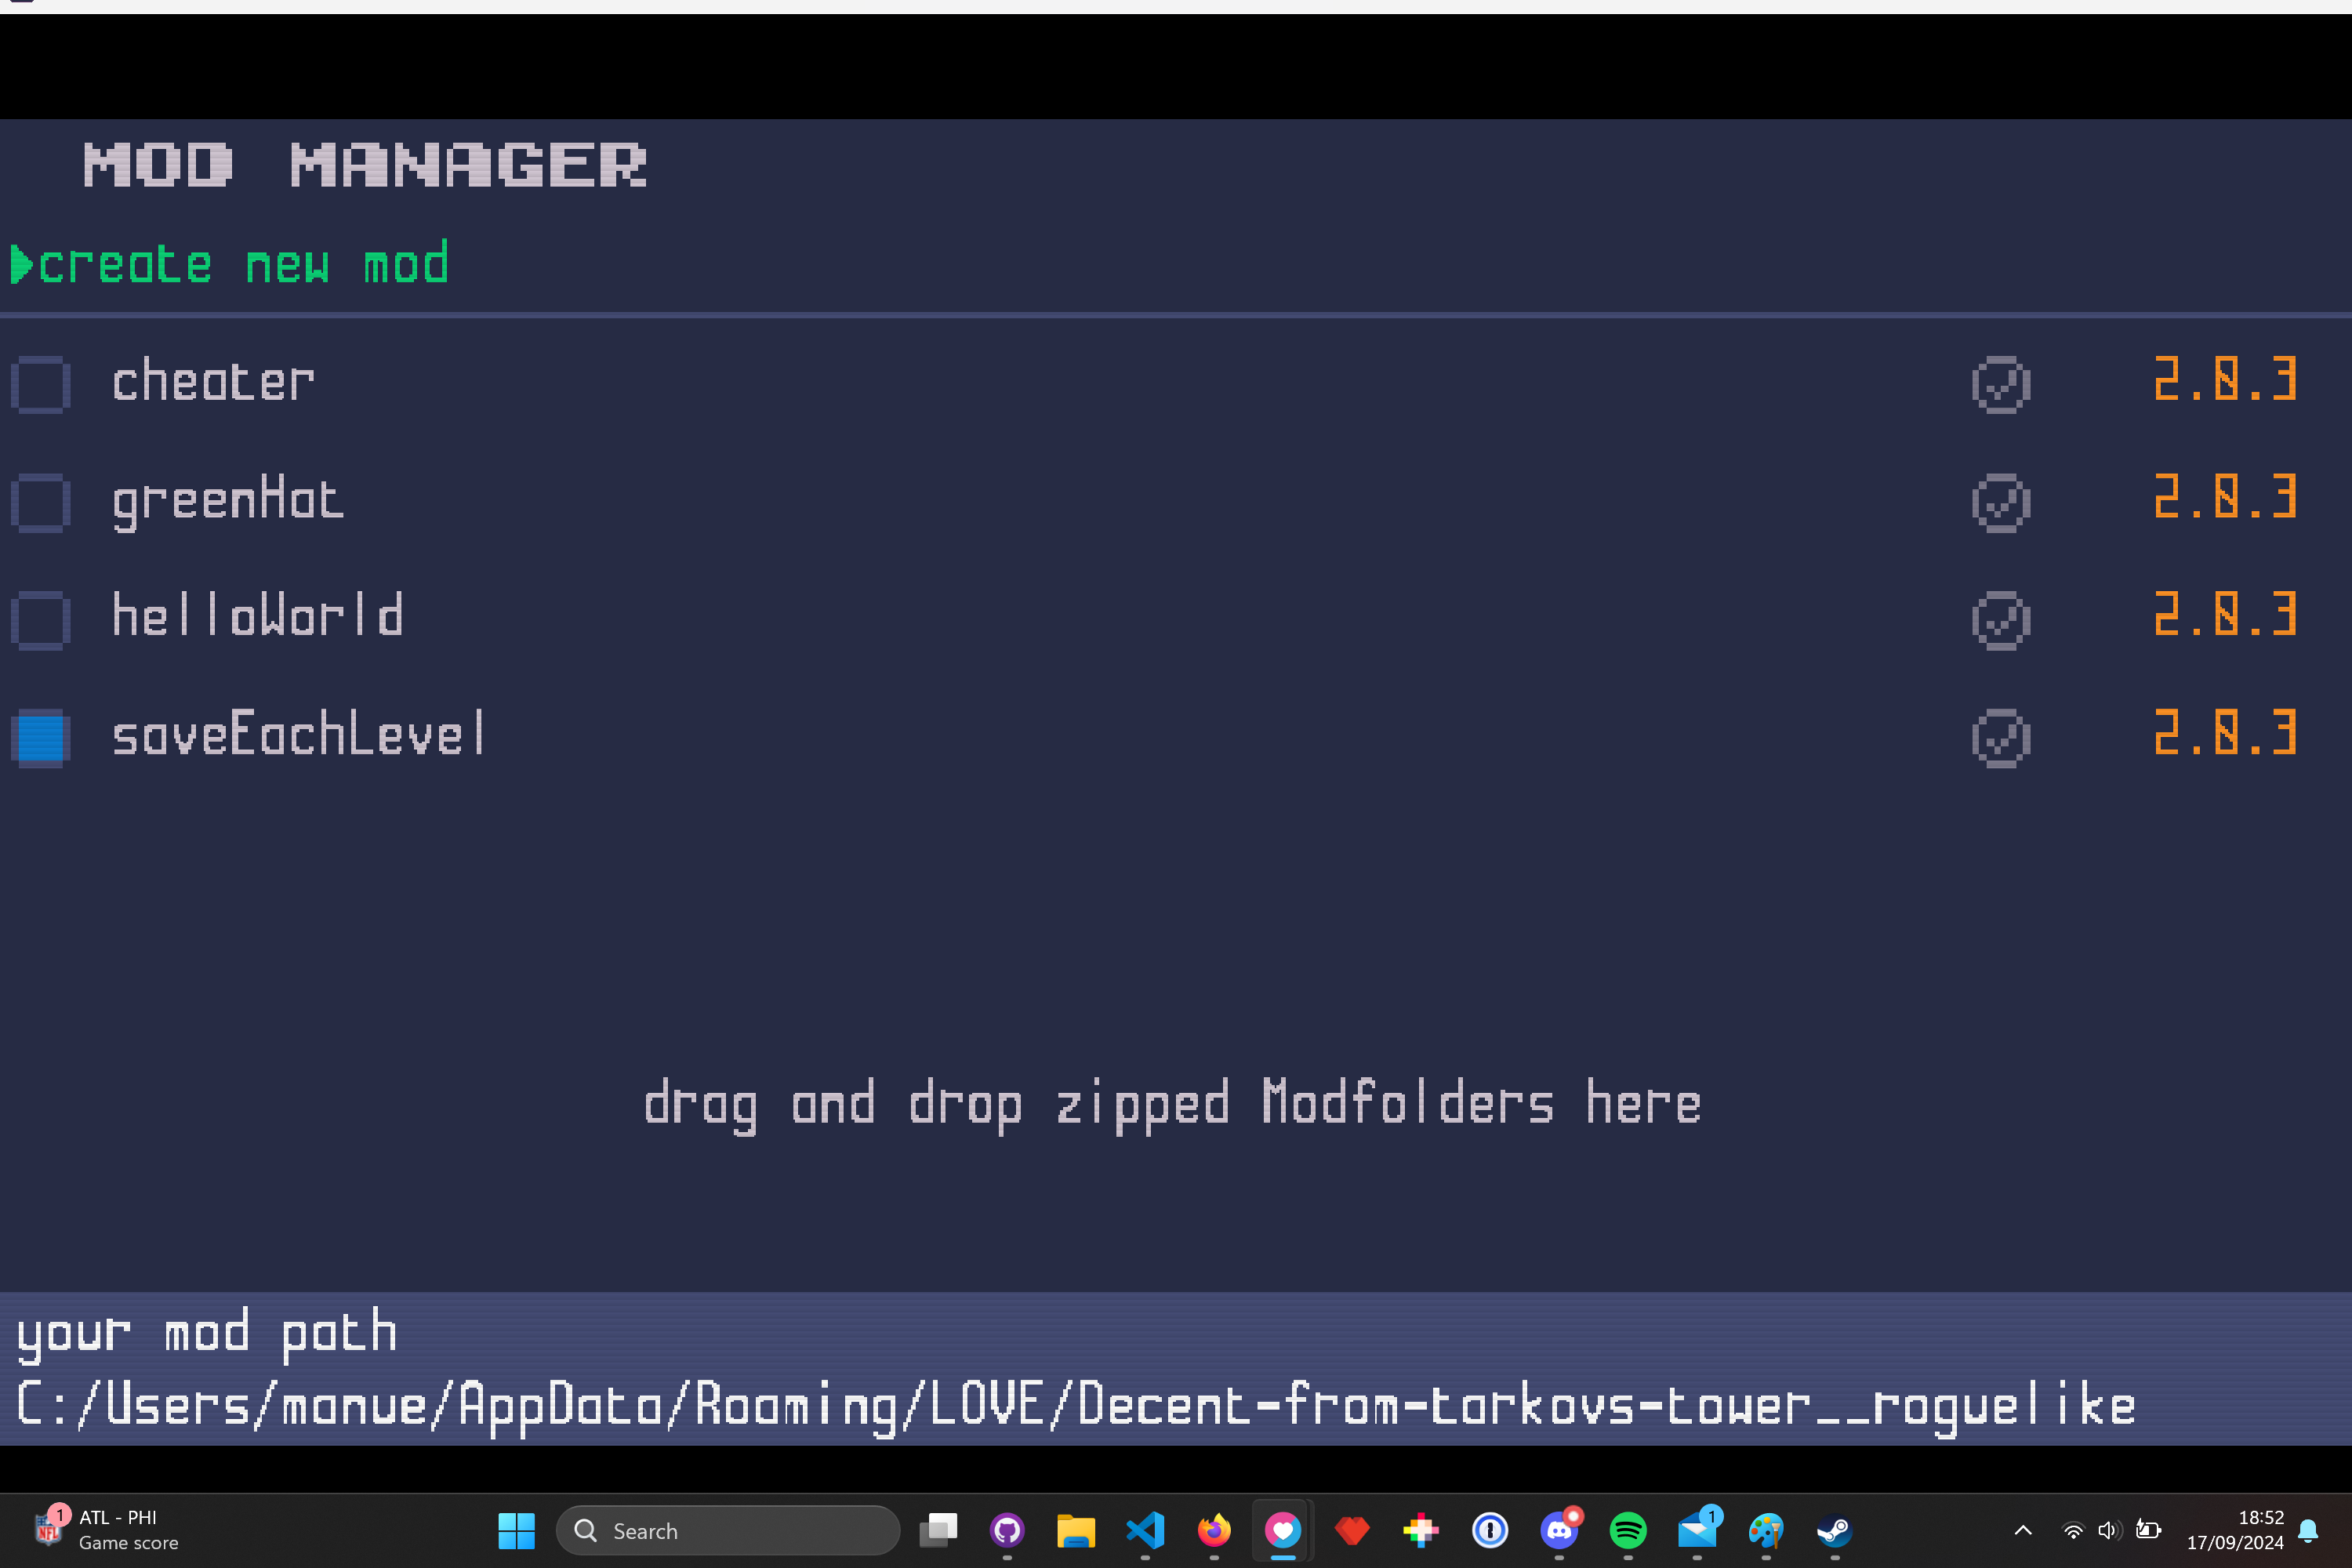 MOD MANAGER
create new mod
cheater 2.0.3
greenHat 2.0.3
helloWorld 2.0.3
saveEachLevel 2.0.3
drag and drop zipped Modfolders here
your mod path
C:/Users/manue/AppData/Roaming/LOVE/Decent-from-tarkovs-tower__roguelike
1 ATL - PHI
NFL Game score
Search
1
18:52
17/09/2024